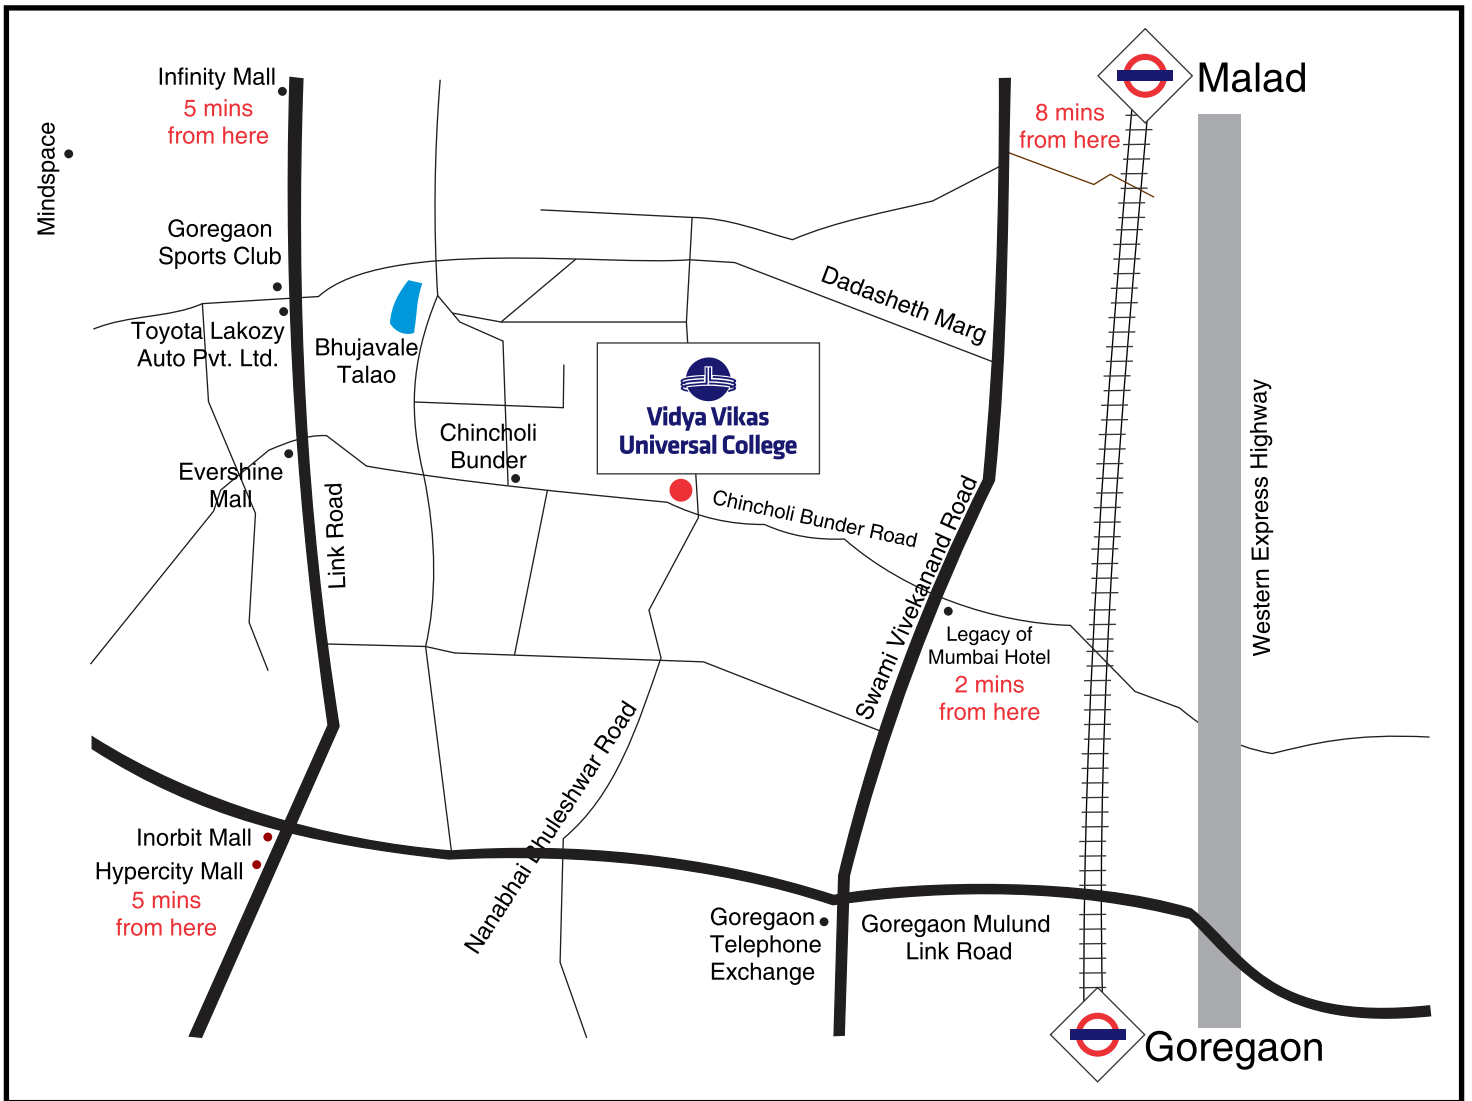 Infinity Mall
5 mins
from here
Mindspace
Goregaon
Sports Club
Toyota Lakozy
Auto Pvt. Ltd.
Bhujavale
Talao
Evershine
Mall
Link Road
Chincholi
Bunder
Vidya Vikas
Universal College
Chincholi Bunder Road
Dadasheth Marg
8 mins
from here
Malad
Western Express Highway
Swami Vivekanand Road
Legacy of
Mumbai Hotel
2 mins
from here
Nanabhai Bhuleshwar Road
Inorbit Mall
Hypercity Mall
5 mins
from here
Goregaon
Telephone
Exchange
Goregaon Mulund
Link Road
Goregaon